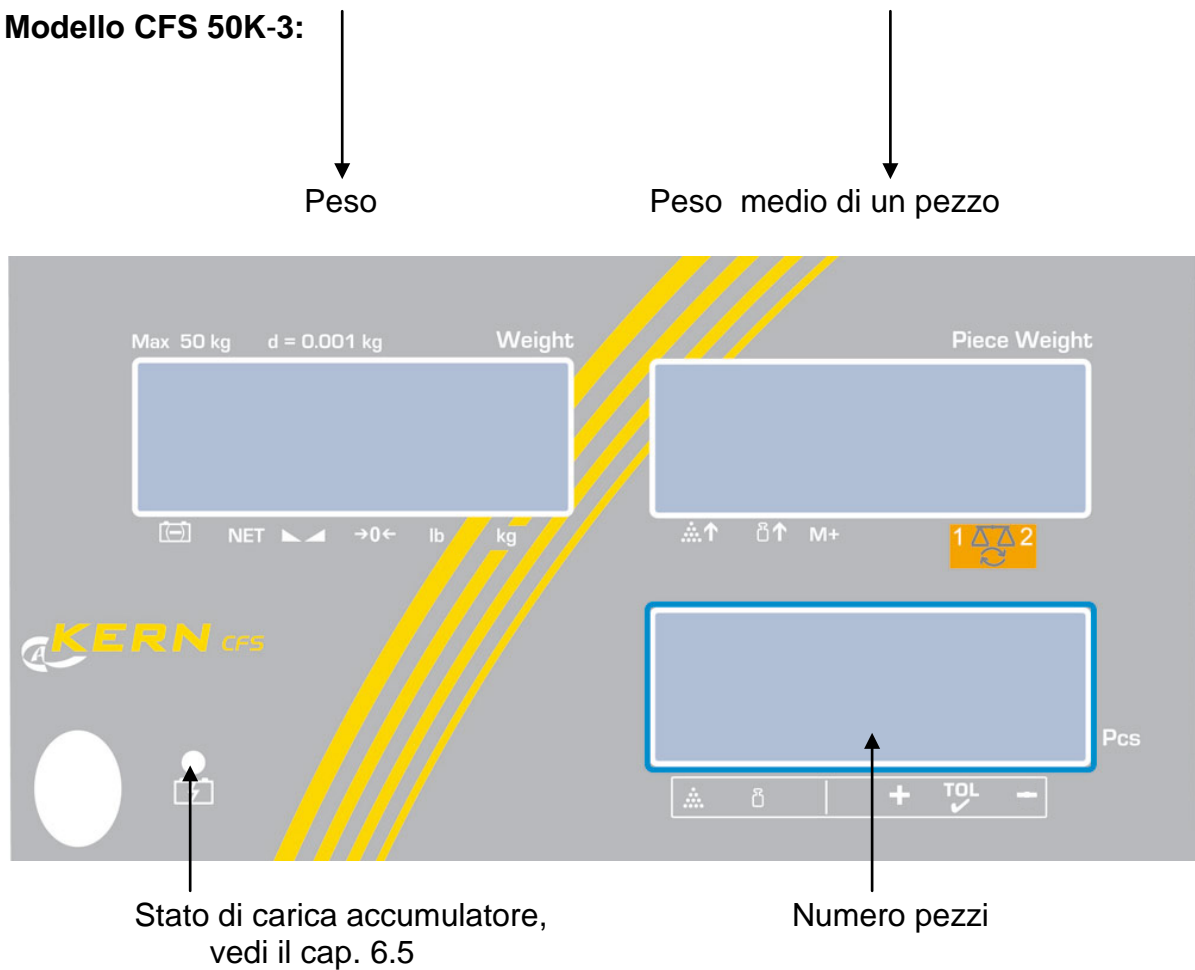 Modello CFS 50K-3:
Peso
Peso medio di un pezzo
Max 50 kg d = 0.001 kg Weight
Piece Weight
NET →0← lb kg
M+
1 2
KERN CFS
Pcs
+ TOL -
Stato di carica accumulatore,
vedi il cap. 6.5
Numero pezzi